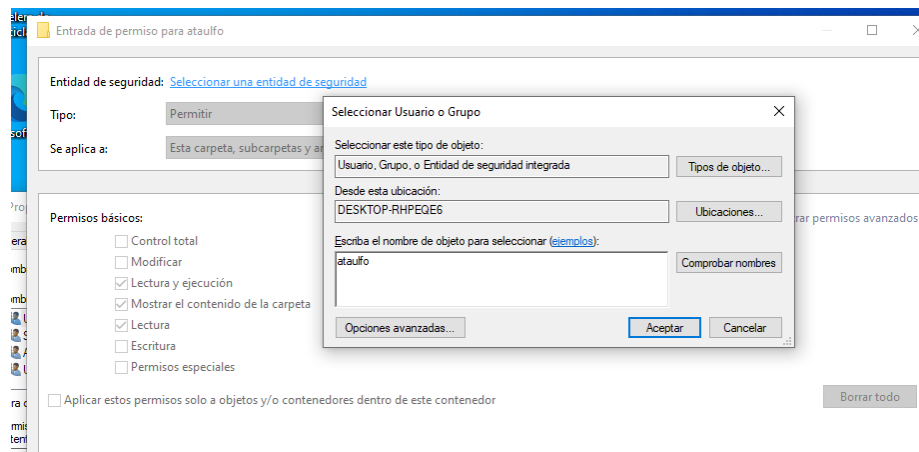 Entrada de permiso para ataulfo
Entidad de seguridad: Seleccionar una entidad de seguridad
Tipo: Permitir
Se aplica a: Esta carpeta, subcarpetas y ar
Permisos básicos:
Control total
Modificar
Lectura y ejecución
Mostrar el contenido de la carpeta
Lectura
Escritura
Permisos especiales
Aplicar estos permisos solo a objetos y/o contenedores dentro de este contenedor
Borrar todo
rar permisos avanzados
Seleccionar Usuario o Grupo
Seleccionar este tipo de objeto:
Usuario, Grupo, o Entidad de seguridad integrada
Tipos de objeto...
Desde esta ubicación:
DESKTOP-RHPEQE6
Ubicaciones...
Escriba el nombre de objeto para seleccionar (ejemplos):
ataulfo
Comprobar nombres
Opciones avanzadas...
Aceptar
Cancelar